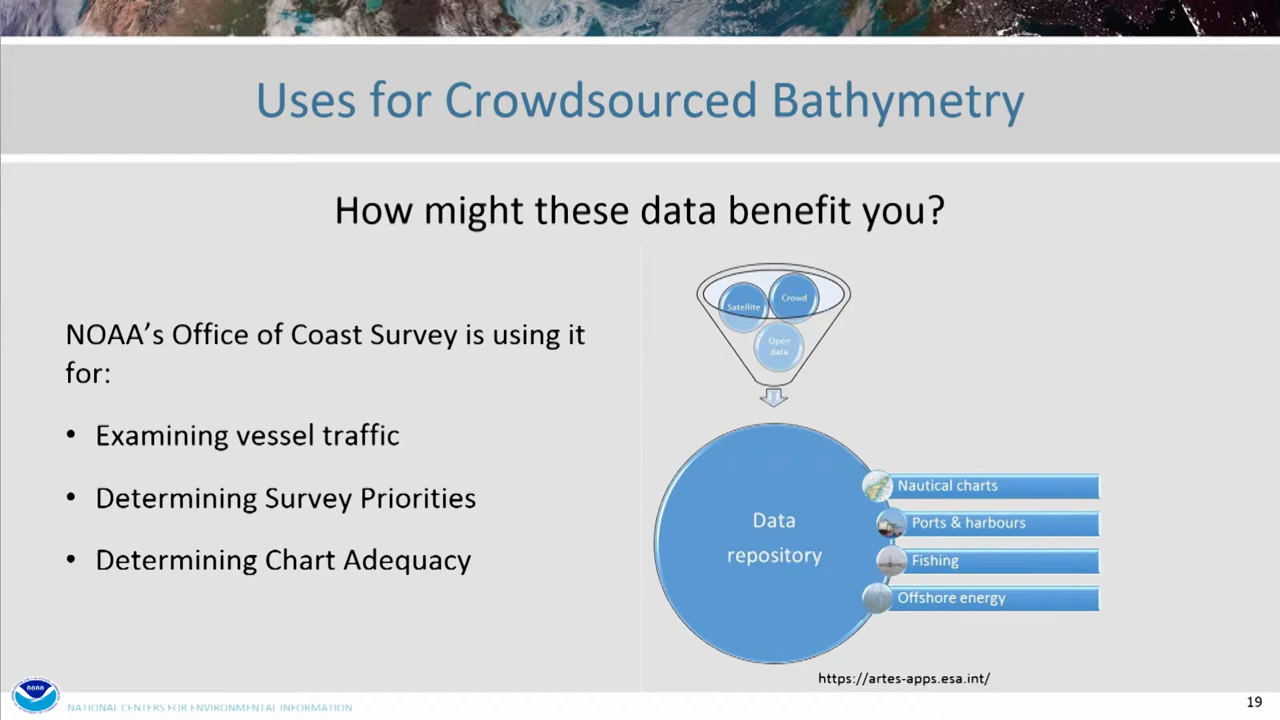 Uses for Crowdsourced Bathymetry
How might these data benefit you?
NOAA’s Office of Coast Survey is using it
for:
• Examining vessel traffic
• Determining Survey Priorities
• Determining Chart Adequacy
Satellite
Crowd
Open
data
Data
repository
Nautical charts
Ports & harbours
Fishing
Offshore energy
https://artes-apps.esa.int/
NOAA
NATIONAL CENTERS FOR ENVIRONMENTAL INFORMATION
19